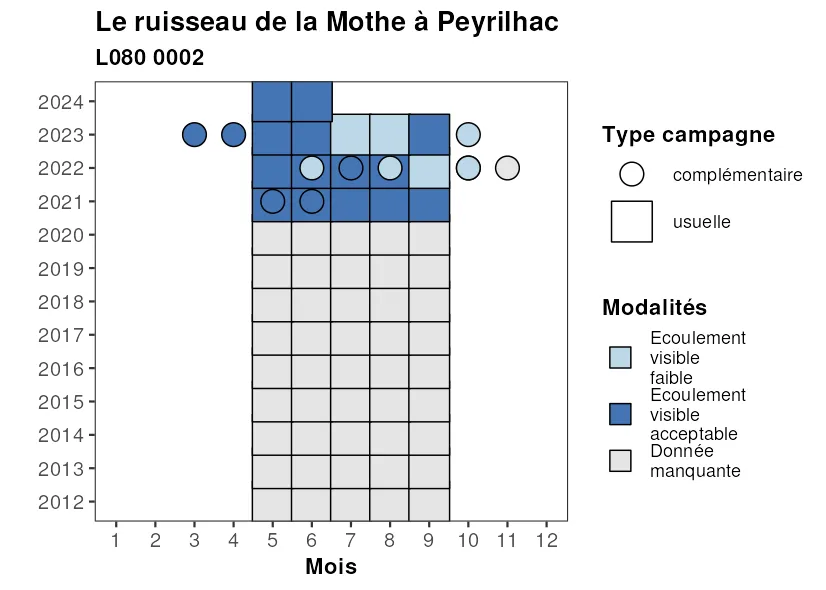 Le ruisseau de la Mothe à Peyrilhac
L080 0002
2024
2023
2022
2021
2020
2019
2018
2017
2016
2015
2014
2013
2012
1 2 3 4 5 6 7 8 9 10 11 12
Mois
Type campagne
complémentaire
usuelle
Modalités
Ecoulement
visible
faible
Ecoulement
visible
acceptable
Donnée
manquante